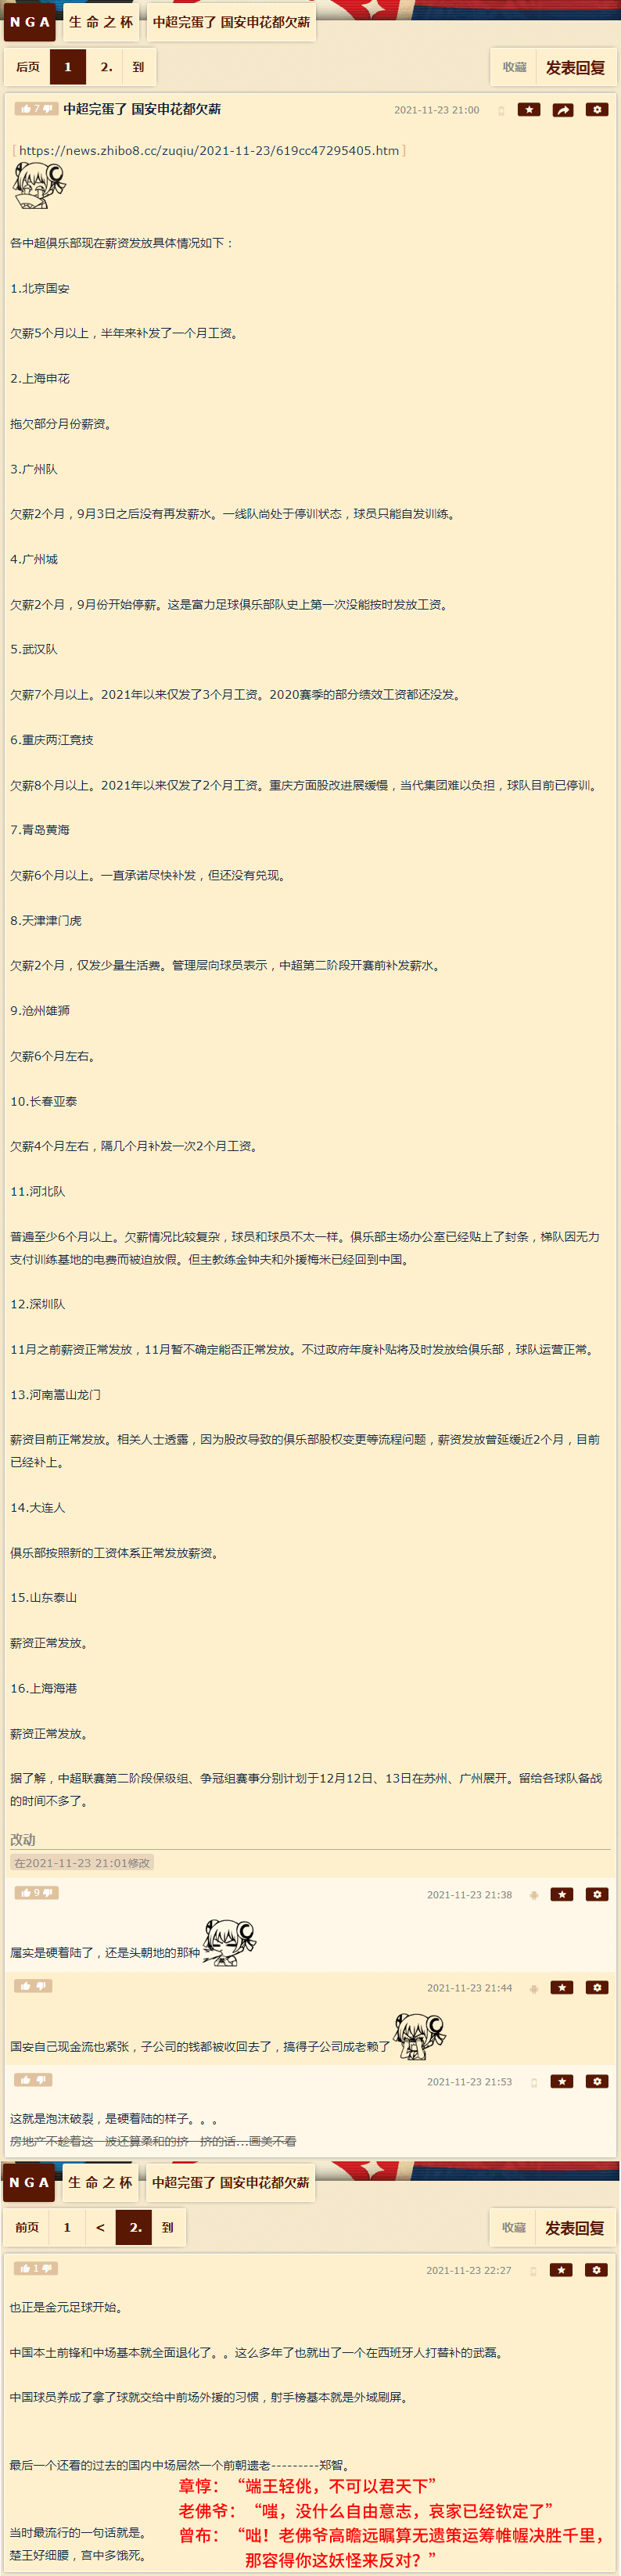 NGA 生命之杯 中超完蛋了 国安申花都欠薪
后页 1 2. 到 收藏 发表回复
7 中超完蛋了 国安申花都欠薪 2021-11-23 21:00
[https://news.zhibo8.cc/zuqiu/2021-11-23/619cc47295405.htm]
各中超俱乐部现在薪资发放具体情况如下：
1.北京国安
欠薪5个月以上，半年来补发了一个月工资。
2.上海申花
拖欠部分月份薪资。
3.广州队
欠薪2个月，9月3日之后没有再发薪水。一线队尚处于停训状态，球员只能自发训练。
4.广州城
欠薪2个月，9月份开始停薪。这是富力足球俱乐部队史上第一次没能按时发放工资。
5.武汉队
欠薪7个月以上。2021年以来仅发了3个月工资。2020赛季的部分绩效工资都还没发。
6.重庆两江竞技
欠薪8个月以上。2021年以来仅发了2个月工资。重庆方面股改进展缓慢，当代集团难以负担，球队目前已停训。
7.青岛黄海
欠薪6个月以上。一直承诺尽快补发，但还没有兑现。
8.天津津门虎
欠薪2个月，仅发少量生活费。管理层向球员表示，中超第二阶段开赛前补发薪水。
9.沧州雄狮
欠薪6个月左右。
10.长春亚泰
欠薪4个月左右，隔几个月补发一次2个月工资。
11.河北队
普遍至少6个月以上。欠薪情况比较复杂，球员和球员不太一样。俱乐部主场办公室已经贴上了封条，梯队因无力
支付训练基地的电费而被迫放假。但主教练金钟夫和外援梅米已经回到中国。
12.深圳队
11月之前薪资正常发放，11月暂不确定能否正常发放。不过政府年度补贴将及时发放给俱乐部，球队运营正常。
13.河南嵩山龙门
薪资目前正常发放。相关人士透露，因为股改导致的俱乐部股权变更等流程问题，薪资发放曾延缓近2个月，目前
已经补上。
14.大连人
俱乐部按照新的工资体系正常发放薪资。
15.山东泰山
薪资正常发放。
16.上海海港
薪资正常发放。
据了解，中超联赛第二阶段保级组、争冠组赛事分别计划于12月12日、13日在苏州、广州展开。留给各球队备战
的时间不多了。
改动
在2021-11-23 21:01修改
9 2021-11-23 21:38
属实是硬着陆了，还是头朝地的那种
2021-11-23 21:44
国安自己现金流也紧张，子公司的钱都被收回去了，搞得子公司成老赖了
2021-11-23 21:53
这就是泡沫破裂，是硬着陆的样子。。。
房地产不趁着这一波还算柔和的挤一挤的话...画美不看
NGA 生命之杯 中超完蛋了 国安申花都欠薪
前页 1 < 2. 到 收藏 发表回复
1 2021-11-23 22:27
也正是金元足球开始。
中国本土前锋和中场基本就全面退化了。。这么多年了也就出了一个在西班牙人打替补的武磊。
中国球员养成了拿了球就交给中前场外援的习惯，射手榜基本就是外域刷屏。
最后一个还看的过去的国内中场居然一个前朝遗老---------郑智。
章惇：“端王轻佻，不可以君天下”
老佛爷：“嗤，没什么自由意志，哀家已经钦定了”
当时最流行的一句话就是。
曾布：“咄！老佛爷高瞻远瞩算无遗策运筹帷幄决胜千里，
楚王好细腰，宫中多饿死。
那容得你这妖怪来反对？”